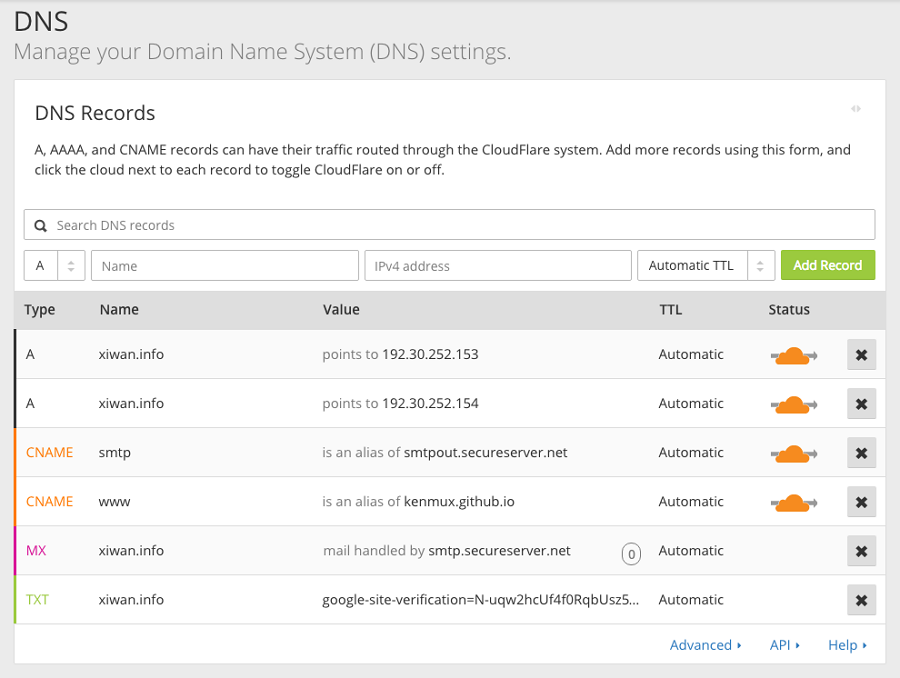 DNS
Manage your Domain Name System (DNS) settings.
DNS Records
A, AAAA, and CNAME records can have their traffic routed through the CloudFlare system. Add more records using this form, and
click the cloud next to each record to toggle CloudFlare on or off.
Search DNS records
A Name IPv4 address Automatic TTL Add Record
Type Name Value TTL Status
A xiwan.info points to 192.30.252.153 Automatic
A xiwan.info points to 192.30.252.154 Automatic
CNAME smtp is an alias of smtpout.secureserver.net Automatic
CNAME www is an alias of kenmux.github.io Automatic
MX xiwan.info mail handled by smtp.secureserver.net 0 Automatic
TXT xiwan.info google-site-verification=N-uqw2hcUf4f0RqbUsz5... Automatic
Advanced API Help